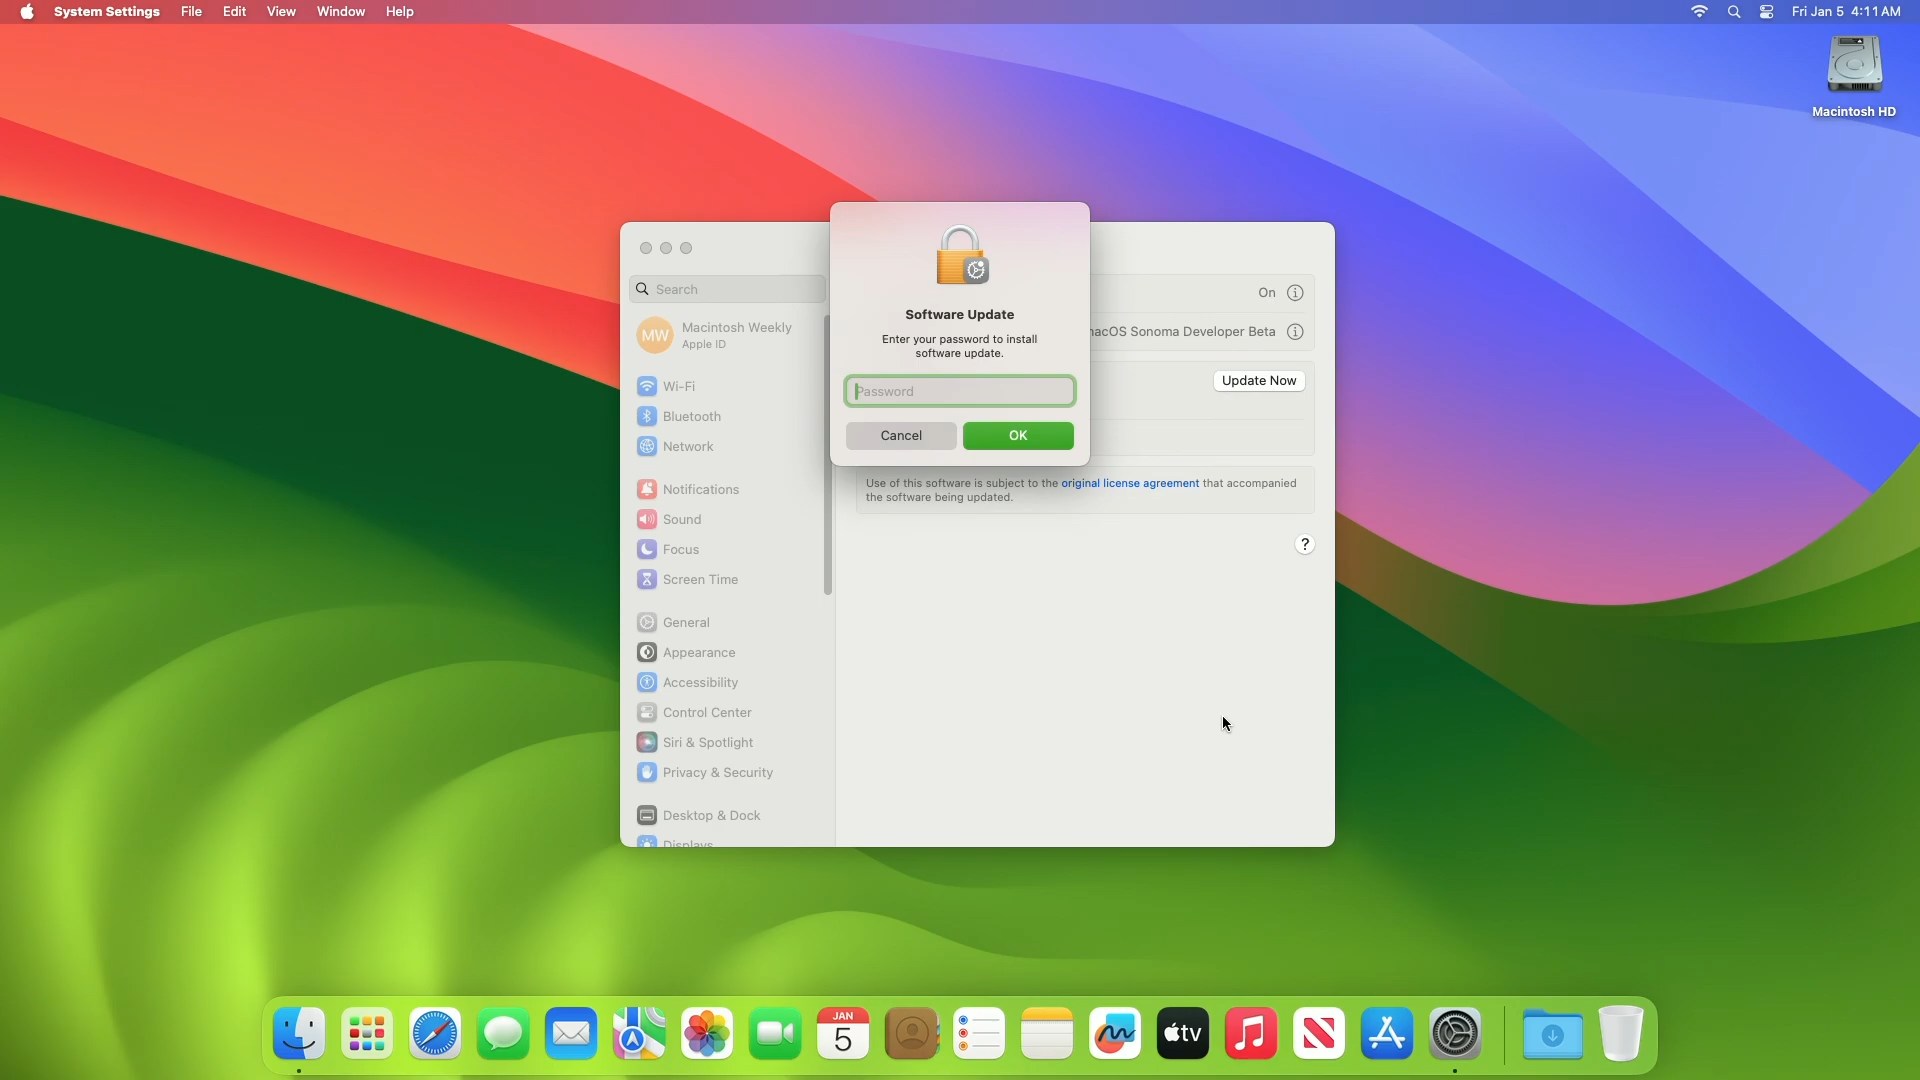 System Settings File Edit View Window Help
Fri Jan 5 4:11 AM
Macintosh HD
Search
MW
Macintosh Weekly
Apple ID
Wi-Fi
Bluetooth
Network
Notifications
Sound
Focus
Screen Time
General
Appearance
Accessibility
Control Center
Siri & Spotlight
Privacy & Security
Desktop & Dock
Displays
Software Update
Enter your password to install
software update.
Password
Cancel
OK
On
macOS Sonoma Developer Beta
Update Now
Use of this software is subject to the original license agreement that accompanied
the software being updated.
?
JAN
5
tv